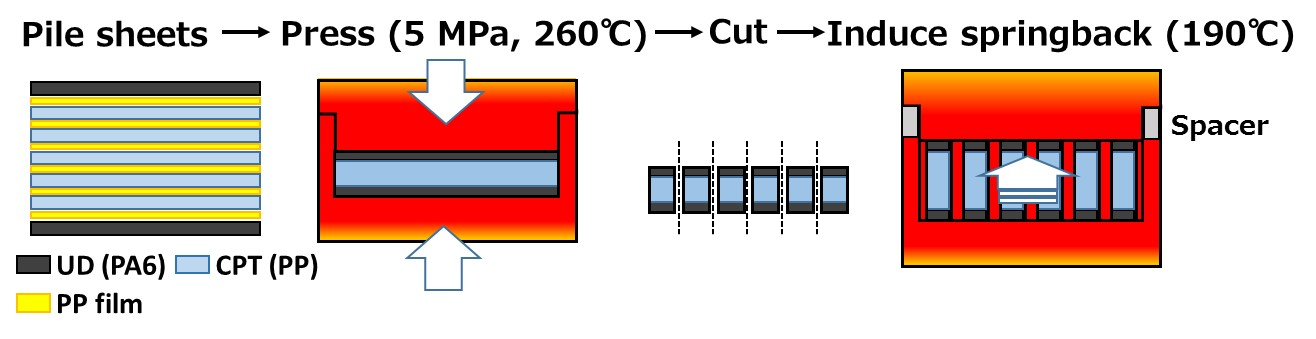 Pile sheets → Press (5 MPa, 260℃) → Cut → Induce springback (190℃)
Spacer
UD (PA6) CPT (PP)
PP film